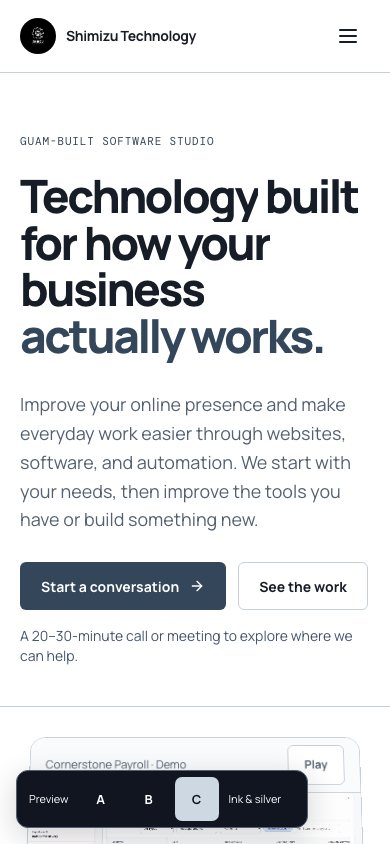 Shimizu Technology
GUAM-BUILT SOFTWARE STUDIO
Technology built
for how your
business
actually works.
Improve your online presence and make
everyday work easier through websites,
software, and automation. We start with
your needs, then improve the tools you
have or build something new.
Start a conversation
See the work
A 20–30-minute call or meeting to explore where we
can help.
Cornerstone Payroll · Demo
Play
Preview
A
B
C
Ink & silver